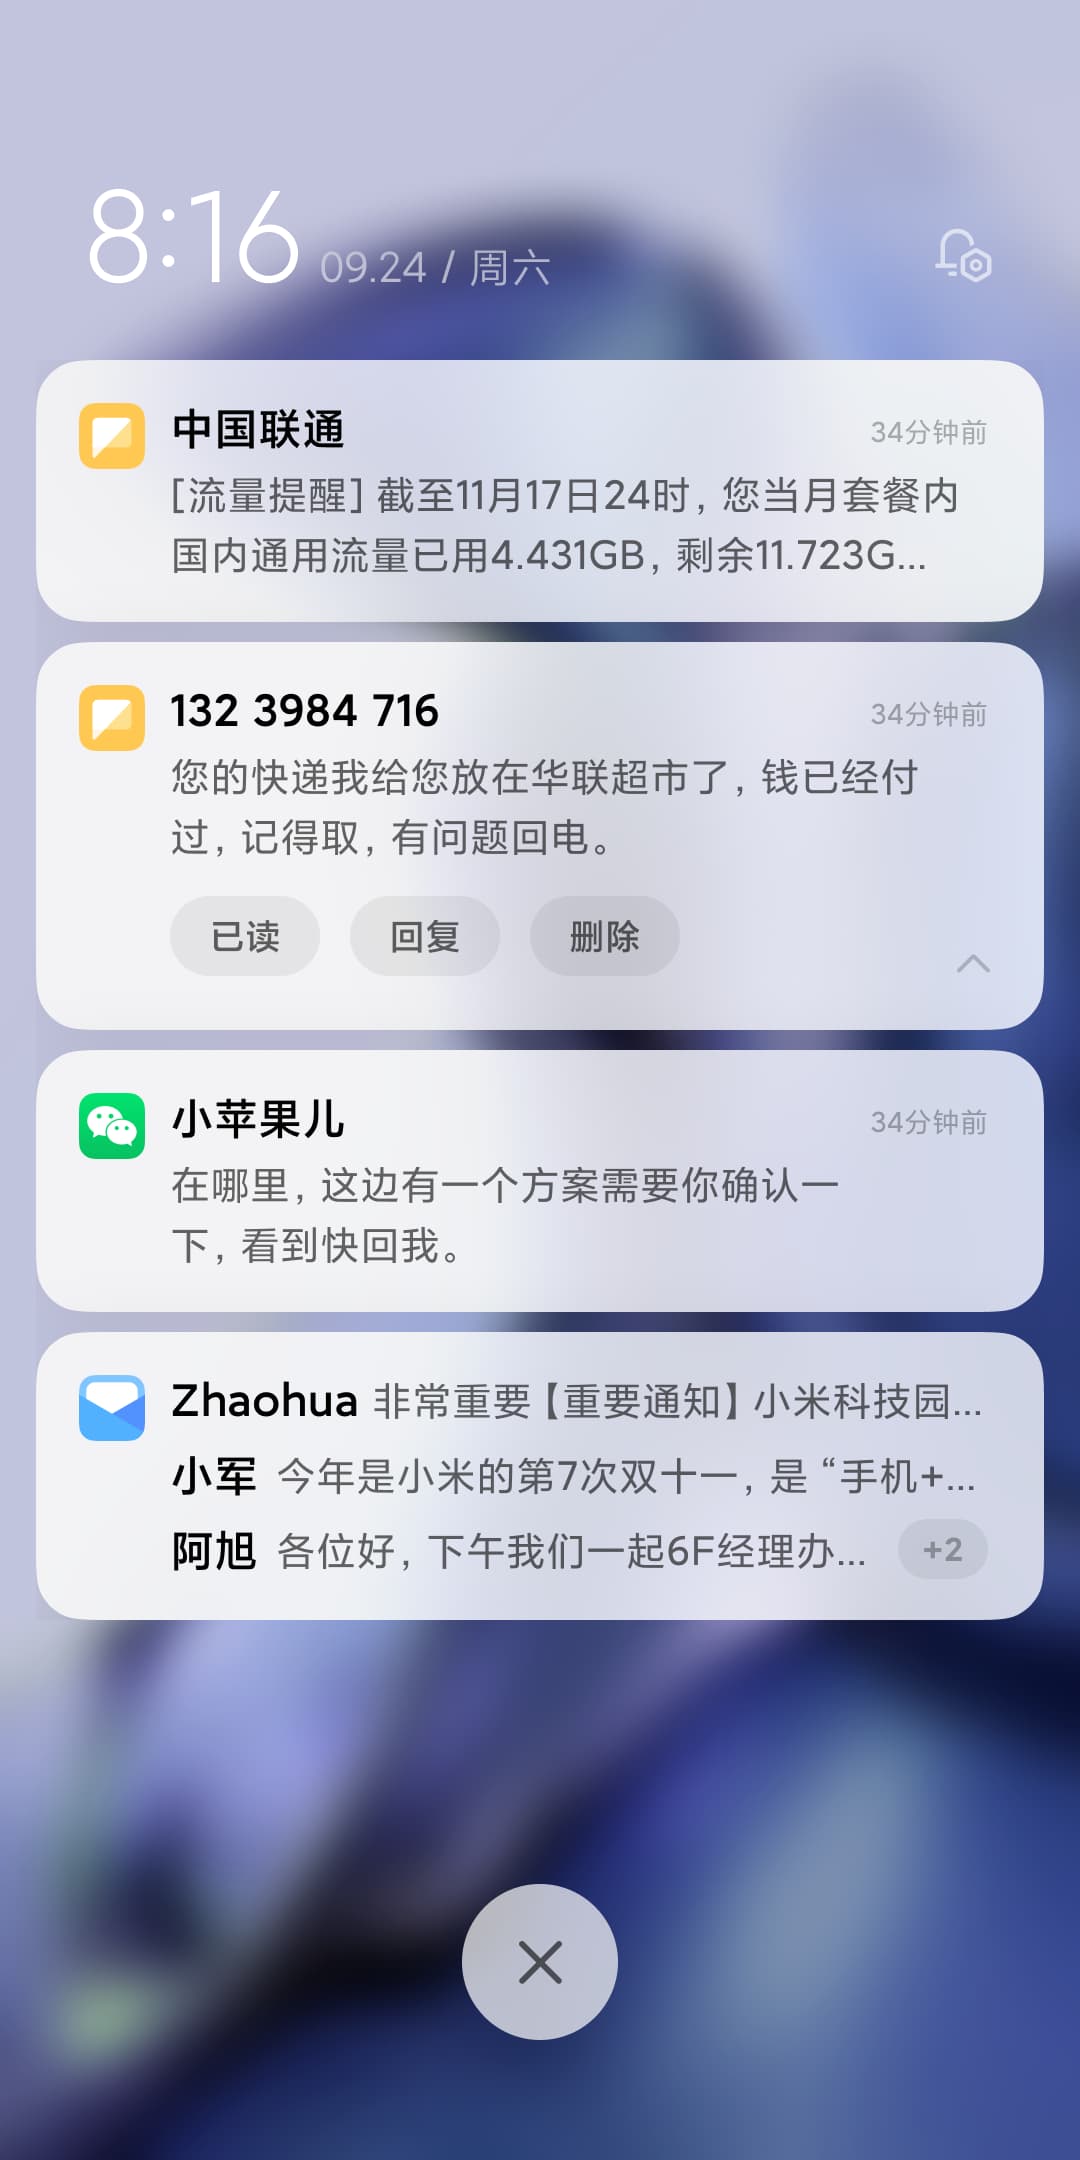 8:16 09.24 / 周六
中国联通 34分钟前
[流量提醒] 截至11月17日24时, 您当月套餐内
国内通用流量已用4.431GB, 剩余11.723G...
132 3984 716 34分钟前
您的快递我给您放在华联超市了, 钱已经付
过, 记得取, 有问题回电。
已读 回复 删除
小苹果儿 34分钟前
在哪里, 这边有一个方案需要你确认一
下, 看到快回我。
Zhaohua 非常重要【重要通知】小米科技园...
小军 今年是小米的第7次双十一, 是 “手机+...
阿旭 各位好, 下午我们一起6F经理办... +2